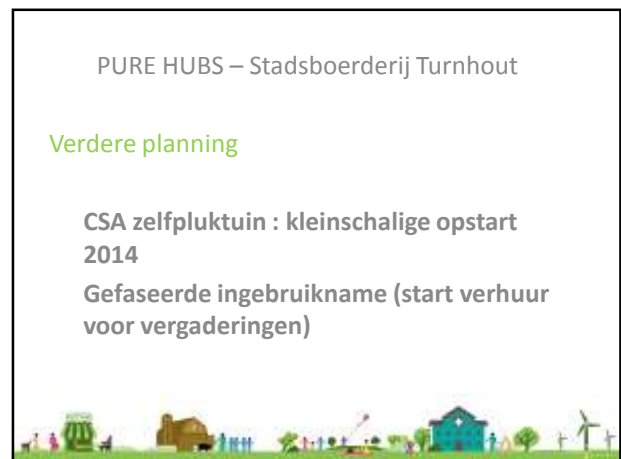 PURE HUBS – Stadsboerderij Turnhout
Verdere planning
CSA zelfpluktuin : kleinschalige opstart
2014
Gefaseerde ingebruikname (start verhuur
voor vergaderingen)